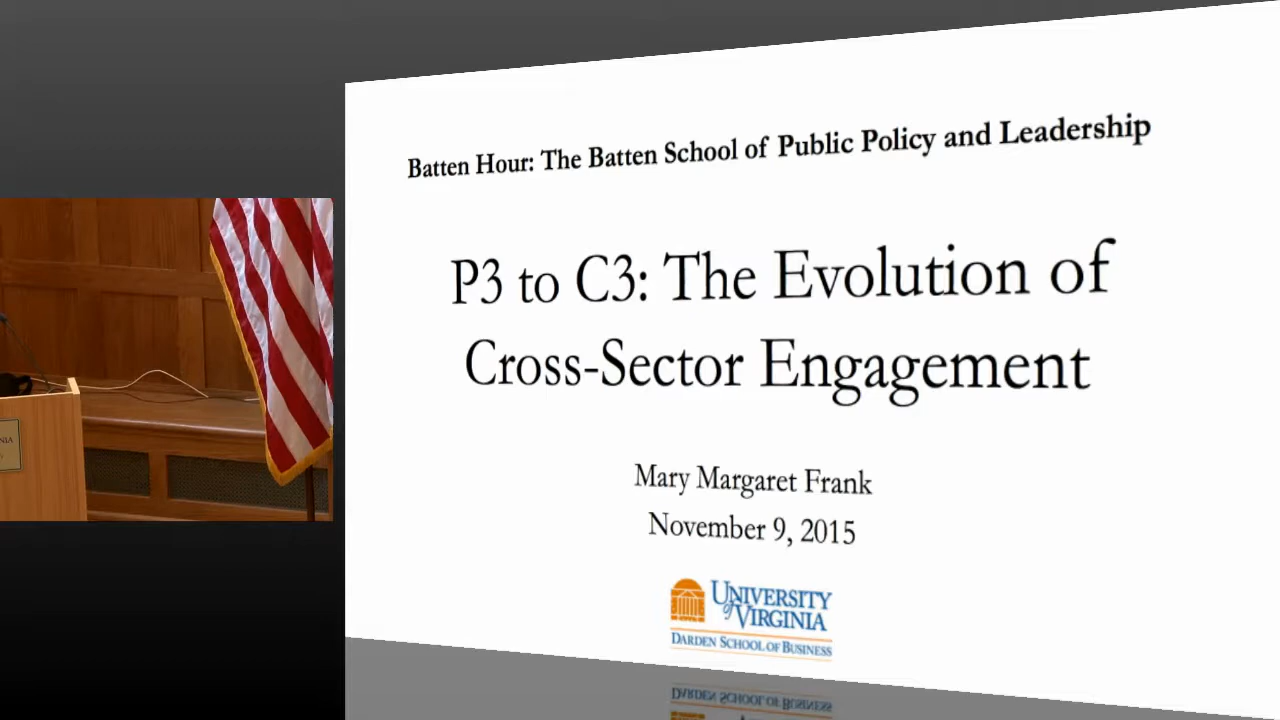 Batten Hour: The Batten School of Public Policy and Leadership
P3 to C3: The Evolution of
Cross-Sector Engagement
Mary Margaret Frank
November 9, 2015
UNIVERSITY
of VIRGINIA
DARDEN SCHOOL OF BUSINESS